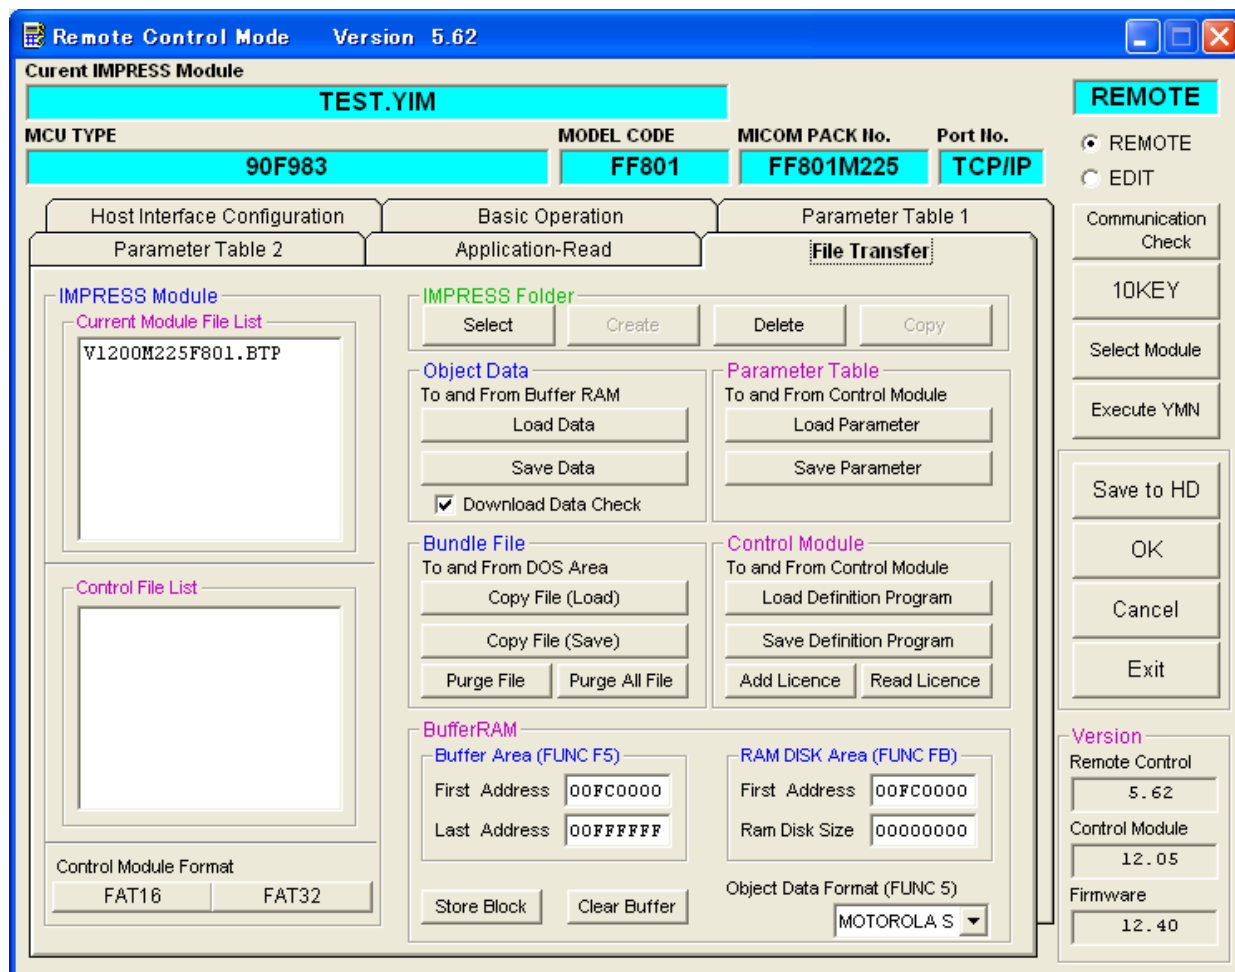 Remote Control Mode Version 5.62
Curent IMPRESS Module
TEST.YIM
REMOTE
MCU TYPE MODEL CODE MICOM PACK No. Port No.
90F983 FF801 FF801M225 TCP/IP
REMOTE
EDIT
Host Interface Configuration Basic Operation Parameter Table 1
Parameter Table 2 Application-Read File Transfer
Communication
Check
10KEY
Select Module
Execute YMN
Save to HD
OK
Cancel
Exit
IMPRESS Module
Current Module File List
V1200M225F801.BTP
Control File List
Control Module Format
FAT16 FAT32
IMPRESS Folder
Select Create Delete Copy
Object Data
To and From Buffer RAM
Load Data
Save Data
Download Data Check
Parameter Table
To and From Control Module
Load Parameter
Save Parameter
Bundle File
To and From DOS Area
Copy File (Load)
Copy File (Save)
Purge File Purge All File
Control Module
To and From Control Module
Load Definition Program
Save Definition Program
Add Licence Read Licence
BufferRAM
Buffer Area (FUNC F5)
First Address 00FC0000
Last Address 00FFFFFF
RAM DISK Area (FUNC FB)
First Address 00FC0000
Ram Disk Size 00000000
Store Block Clear Buffer
Object Data Format (FUNC 5)
MOTOROLA S
Version
Remote Control
5.62
Control Module
12.05
Firmware
12.40